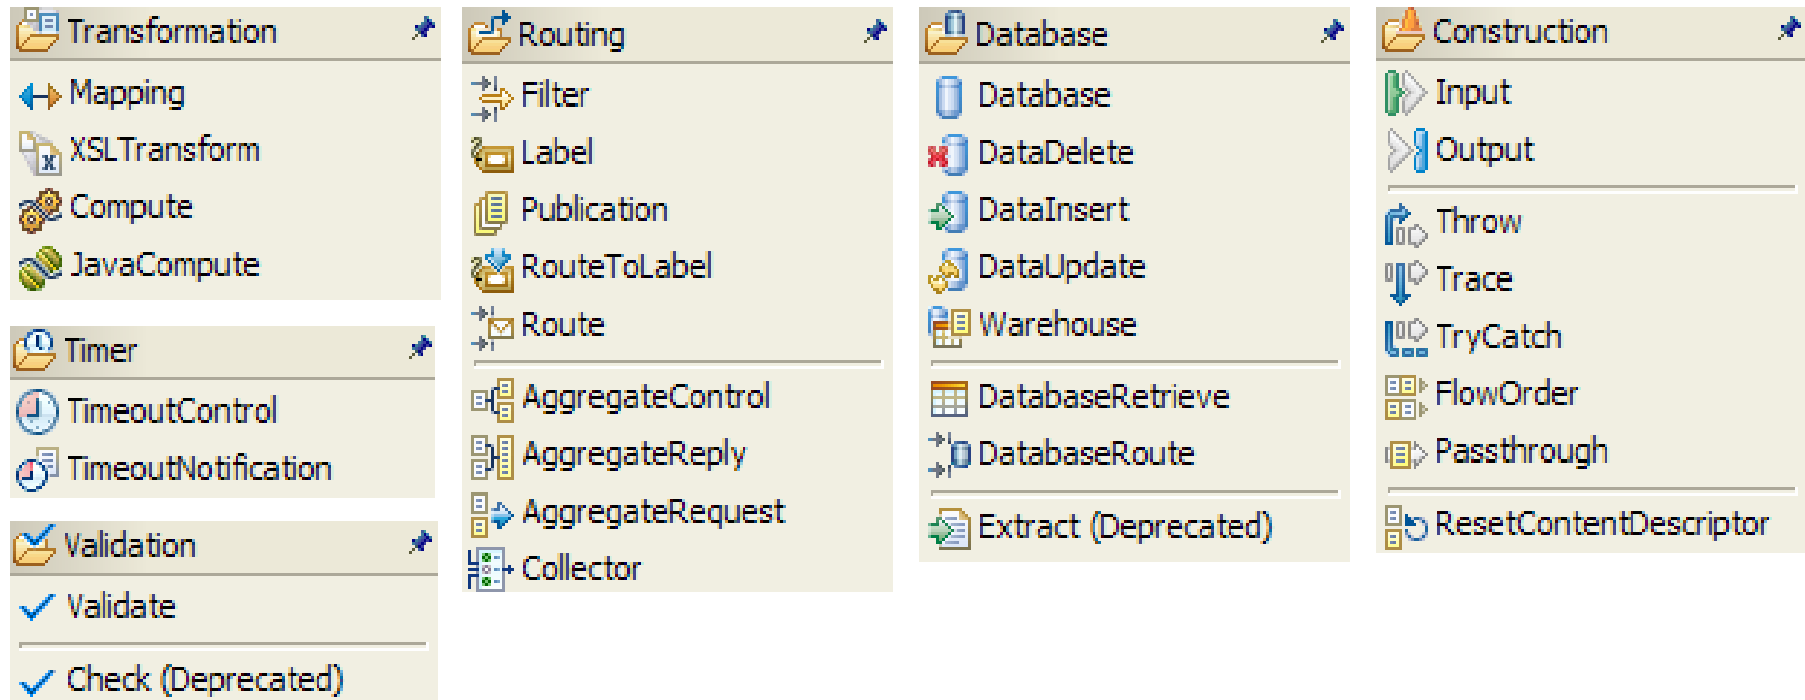 Transformation
Mapping
XSLTransform
Compute
JavaCompute
Timer
TimeoutControl
TimeoutNotification
Validation
Validate
Check (Deprecated)
Routing
Filter
Label
Publication
RouteToLabel
Route
AggregateControl
AggregateReply
AggregateRequest
Collector
Database
Database
DataDelete
DataInsert
DataUpdate
Warehouse
DatabaseRetrieve
DatabaseRoute
Extract (Deprecated)
Construction
Input
Output
Throw
Trace
TryCatch
FlowOrder
Passthrough
ResetContentDescriptor